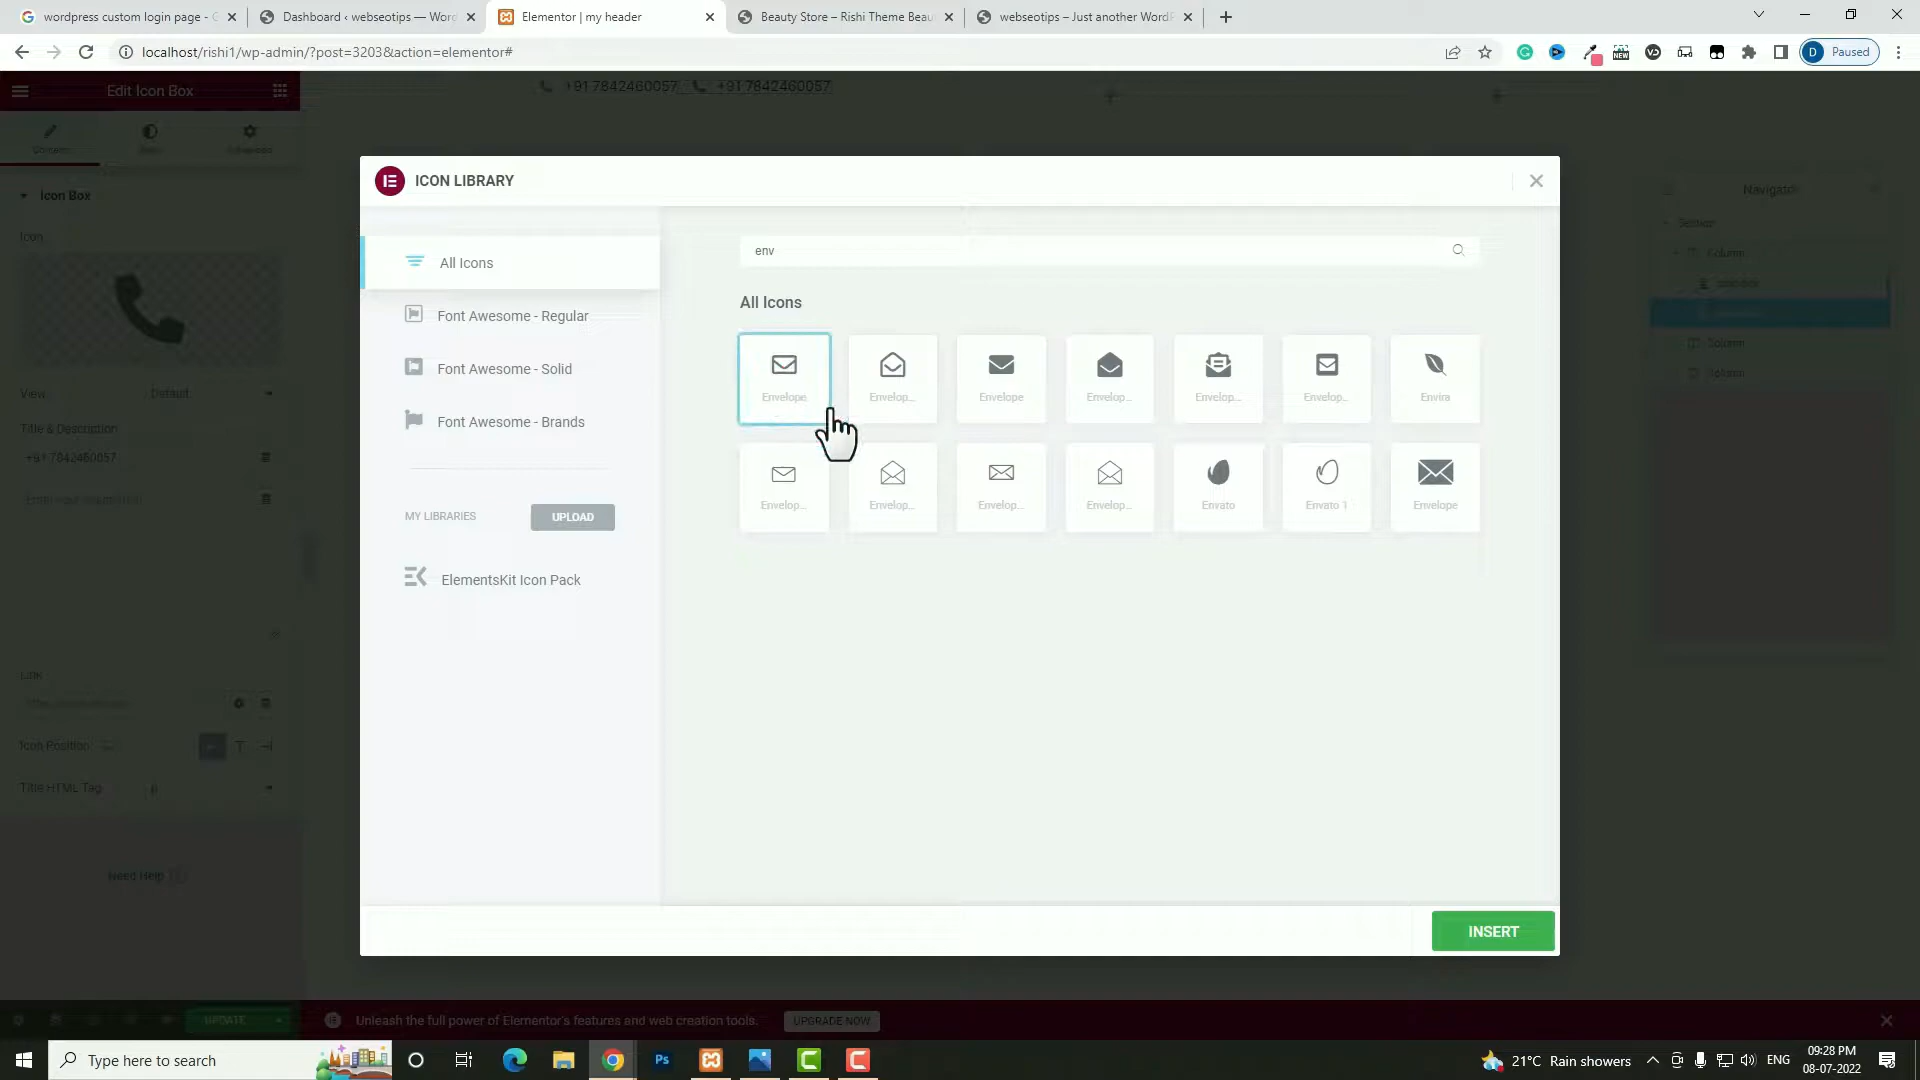 wordpress custom login page - G
Dashboard ‹ webseotips — Word
Elementor | my header
Beauty Store – Rishi Theme Beau
webseotips – Just another WordP
localhost/rishi1/wp-admin/?post=3203&action=elementor#
NEW
D Paused
Edit Icon Box
+91 7842460057
+91 7842460057
Icon Box
Icon
View
Default
Title & Description
+91 7842460057
Link
Icon Position
Title HTML Tag
p
Need Help
ICON LIBRARY
All Icons
Font Awesome - Regular
Font Awesome - Solid
Font Awesome - Brands
MY LIBRARIES
UPLOAD
ElementsKit Icon Pack
env
All Icons
Envelope
Envelop...
Envelope
Envelop...
Envelop...
Envelop...
Envira
Envelop...
Envelop...
Envelop...
Envelop...
Envato
Envato 1
Envelope
INSERT
Navigator
Section
Column
Column
Column
UPDATE
Unleash the full power of Elementor's features and web creation tools.
UPGRADE NOW
Type here to search
Ps
21°C Rain showers
ENG
09:28 PM
08-07-2022